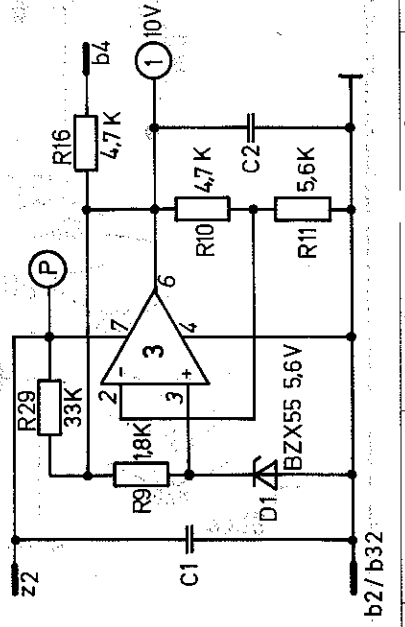 z2
b2/b32
C1
R29
33K
R9
1,8K
D1
BZX55 5,6V
P
2
3
-
+
3
7
4
6
R16
4,7K
b4
1
10V
R10
4,7K
R11
5,6K
C2